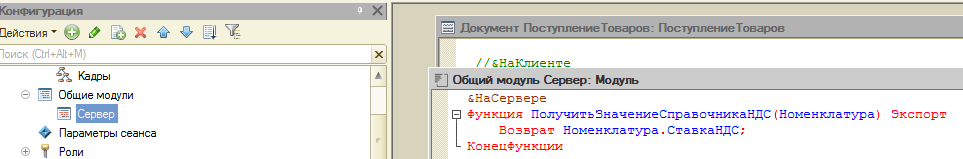 Конфигурация
Действия
Поиск (Ctrl+Alt+M)
Кадры
Общие модули
Сервер
Параметры сеанса
Роли
Документ ПоступлениеТоваров: ПоступлениеТоваров
//&НаКлиенте
Общий модуль Сервер: Модуль
&НаСервере
Функция ПолучитьЗначениеСправочникаНДС(Номенклатура) Экспорт
Возврат Номенклатура.СтавкаНДС;
КонецФункции